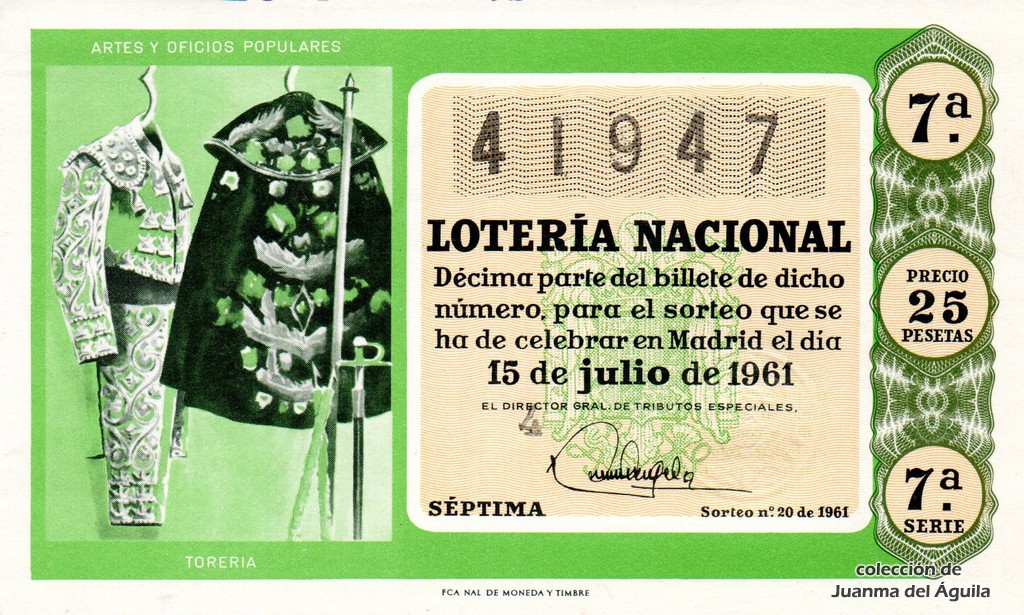 ARTES Y OFICIOS POPULARES
TORERIA
41947
LOTERÍA NACIONAL
Décima parte del billete de dicho
número, para el sorteo que se
ha de celebrar en Madrid el día
15 de julio de 1961
EL DIRECTOR GRAL. DE TRIBUTOS ESPECIALES,
4
SÉPTIMA
Sorteo nº 20 de 1961
7ª
PRECIO
25
PESETAS
7ª
SERIE
FCA NAL DE MONEDA Y TIMBRE
colección de
Juanma del Águila